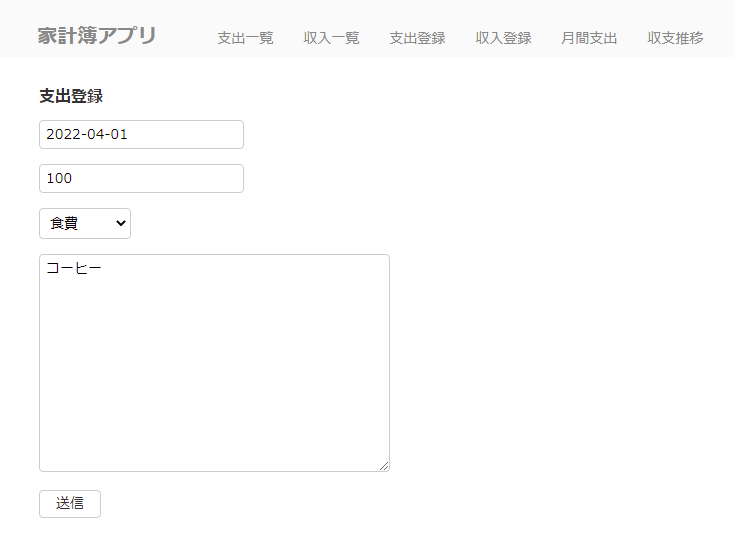 家計簿アプリ 支出一覧 収入一覧 支出登録 収入登録 月間支出 収支推移
支出登録
2022-04-01
100
食費
コーヒー
送信